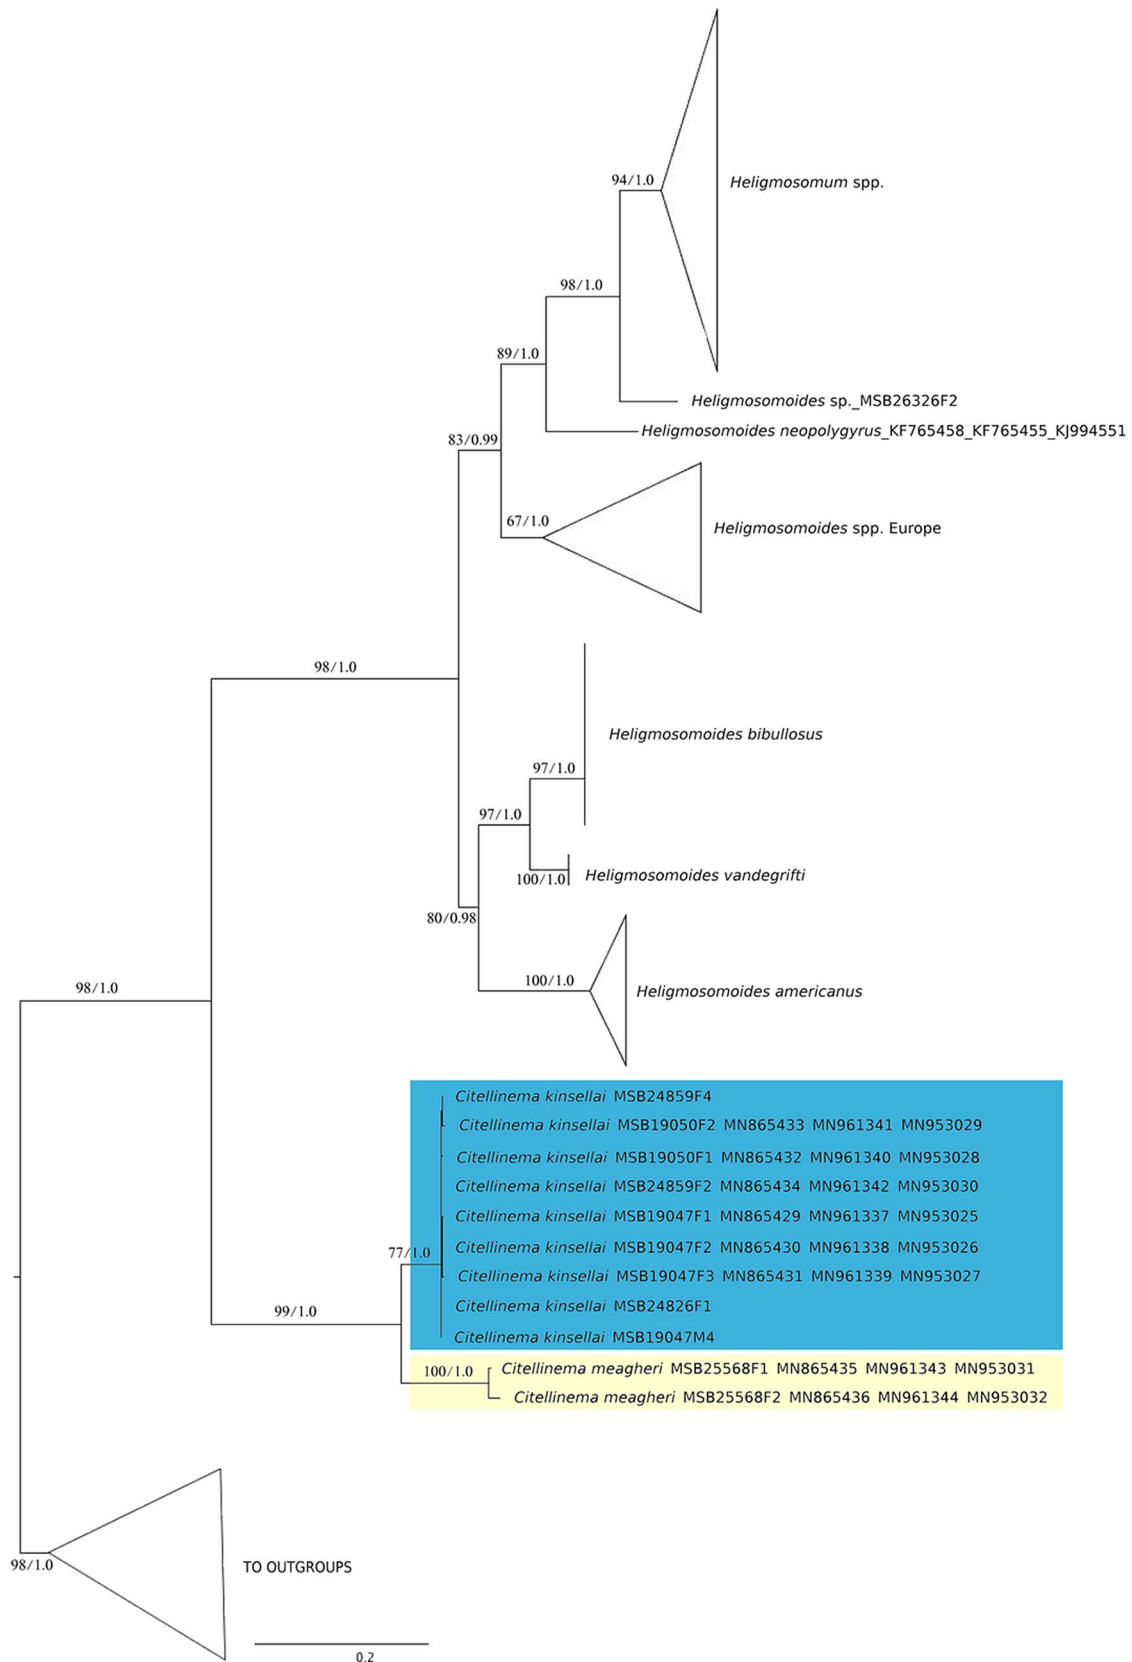 94/1.0
Heligmosomum spp.
98/1.0
89/1.0
Heligmosomoides sp._MSB26326F2
Heligmosomoides neopolygyrus_KF765458_KF765455_KJ994551
83/0.99
67/1.0
Heligmosomoides spp. Europe
98/1.0
Heligmosomoides bibullosus
97/1.0
97/1.0
100/1.0
Heligmosomoides vandegrifti
80/0.98
100/1.0
Heligmosomoides americanus
98/1.0
Citellinema kinsellai MSB24859F4
Citellinema kinsellai MSB19050F2 MN865433 MN961341 MN953029
Citellinema kinsellai MSB19050F1 MN865432 MN961340 MN953028
Citellinema kinsellai MSB24859F2 MN865434 MN961342 MN953030
Citellinema kinsellai MSB19047F1 MN865429 MN961337 MN953025
Citellinema kinsellai MSB19047F2 MN865430 MN961338 MN953026
77/1.0
Citellinema kinsellai MSB19047F3 MN865431 MN961339 MN953027
Citellinema kinsellai MSB24826F1
99/1.0
Citellinema kinsellai MSB19047M4
100/1.0
Citellinema meagheri MSB25568F1 MN865435 MN961343 MN953031
Citellinema meagheri MSB25568F2 MN865436 MN961344 MN953032
98/1.0
TO OUTGROUPS
0.2